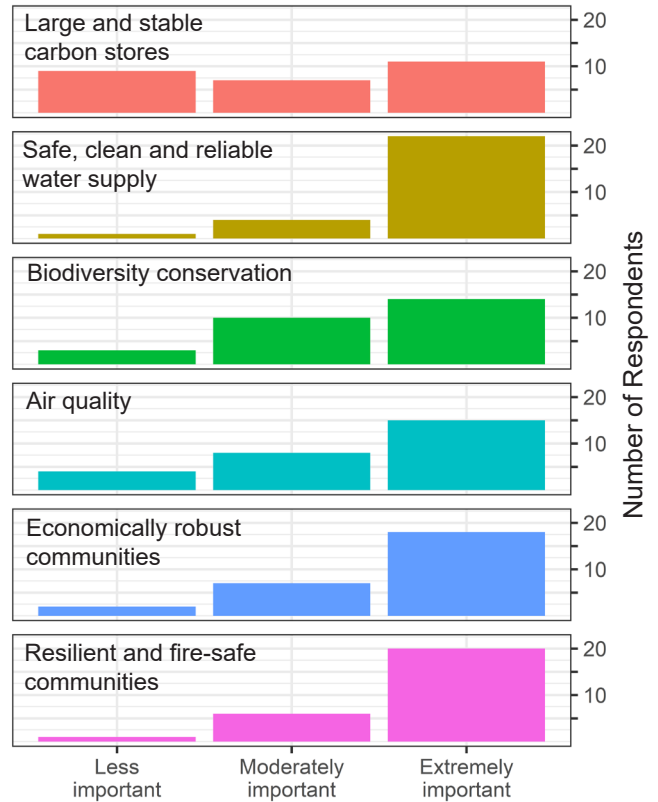 Large and stable
carbon stores
20
10
Safe, clean and reliable
water supply
20
10
Biodiversity conservation
20
10
Air quality
20
10
Economically robust
communities
20
10
Resilient and fire-safe
communities
20
10
Less
important
Moderately
important
Extremely
important
Number of Respondents